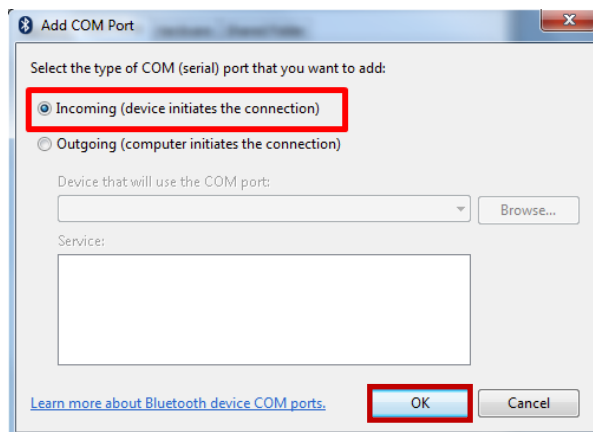 Add COM Port
Select the type of COM (serial) port that you want to add:
Incoming (device initiates the connection)
Outgoing (computer initiates the connection)
Device that will use the COM port:
Browse...
Service:
Learn more about Bluetooth device COM ports.
OK
Cancel